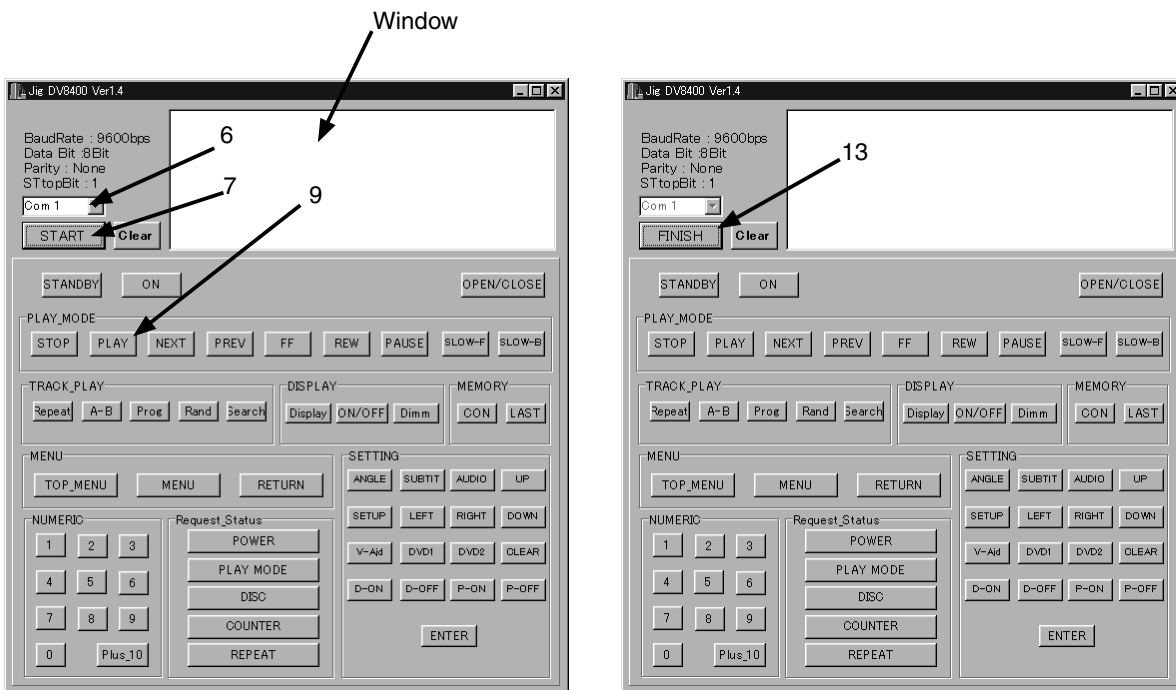 Window
Jig DV8400 Ver1.4
BaudRate : 9600bps
Data Bit :8Bit
Parity : None
STtopBit : 1
Com 1
START Clear
6
7
9
STANDBY ON OPEN/CLOSE
PLAY_MODE
STOP PLAY NEXT PREV FF REW PAUSE SLOW-F SLOW-B
TRACK_PLAY DISPLAY MEMORY
Repeat A-B Prog Rand Search Display ON/OFF Dimm CON LAST
MENU SETTING
TOP_MENU MENU RETURN
ANGLE SUBTIT AUDIO UP
SETUP LEFT RIGHT DOWN
V-Ajd DVD1 DVD2 CLEAR
D-ON D-OFF P-ON P-OFF
ENTER
NUMERIC
1 2 3
4 5 6
7 8 9
0 Plus_10
Request_Status
POWER
PLAY MODE
DISC
COUNTER
REPEAT
Jig DV8400 Ver1.4
BaudRate : 9600bps
Data Bit :8Bit
Parity : None
STtopBit : 1
Com 1
FINISH Clear
13
STANDBY ON OPEN/CLOSE
PLAY_MODE
STOP PLAY NEXT PREV FF REW PAUSE SLOW-F SLOW-B
TRACK_PLAY DISPLAY MEMORY
Repeat A-B Prog Rand Search Display ON/OFF Dimm CON LAST
MENU SETTING
TOP_MENU MENU RETURN
ANGLE SUBTIT AUDIO UP
SETUP LEFT RIGHT DOWN
V-Ajd DVD1 DVD2 CLEAR
D-ON D-OFF P-ON P-OFF
ENTER
NUMERIC
1 2 3
4 5 6
7 8 9
0 Plus_10
Request_Status
POWER
PLAY MODE
DISC
COUNTER
REPEAT